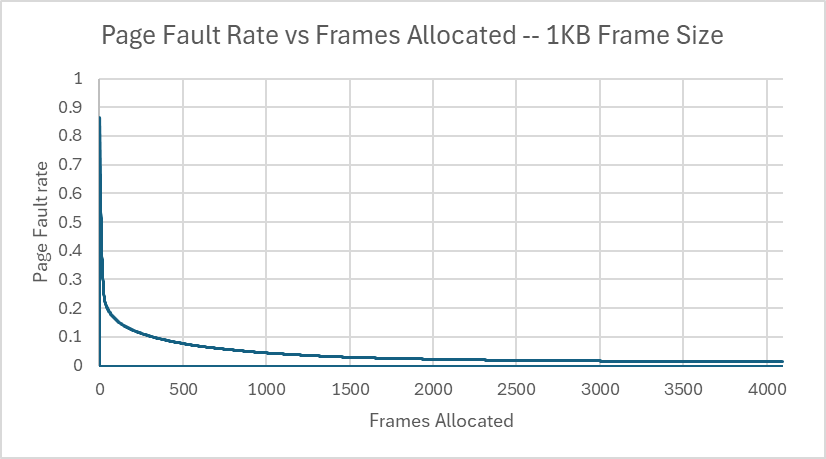 Page Fault Rate vs Frames Allocated -- 1KB Frame Size
1
0.9
0.8
0.7
0.6
0.5
0.4
0.3
0.2
0.1
0
Page Fault rate
0 500 1000 1500 2000 2500 3000 3500 4000
Frames Allocated